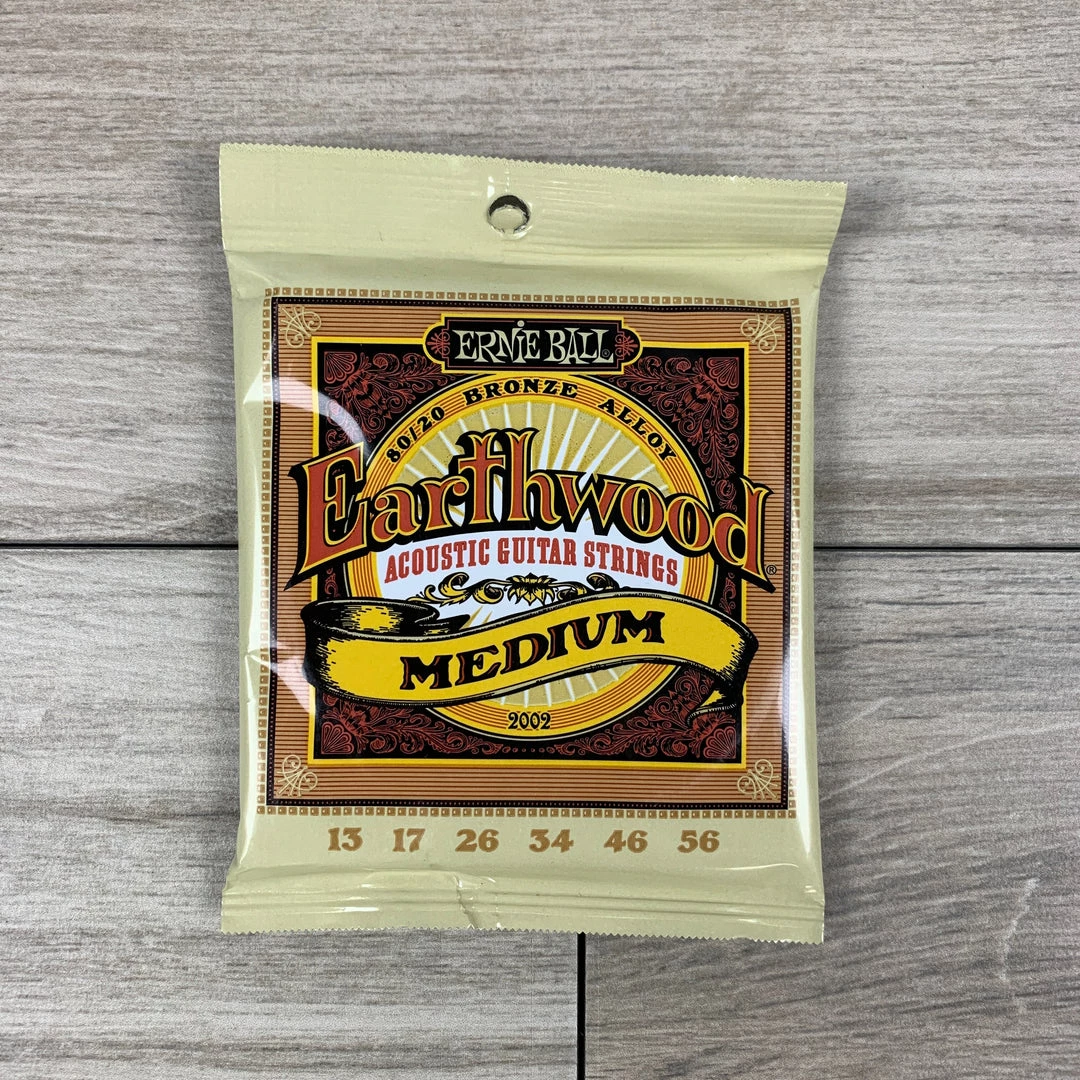 ERNIE BALL®
80/20 BRONZE ALLOY
Earthwood®
ACOUSTIC GUITAR STRINGS
MEDIUM
2002
13 17 26 34 46 56